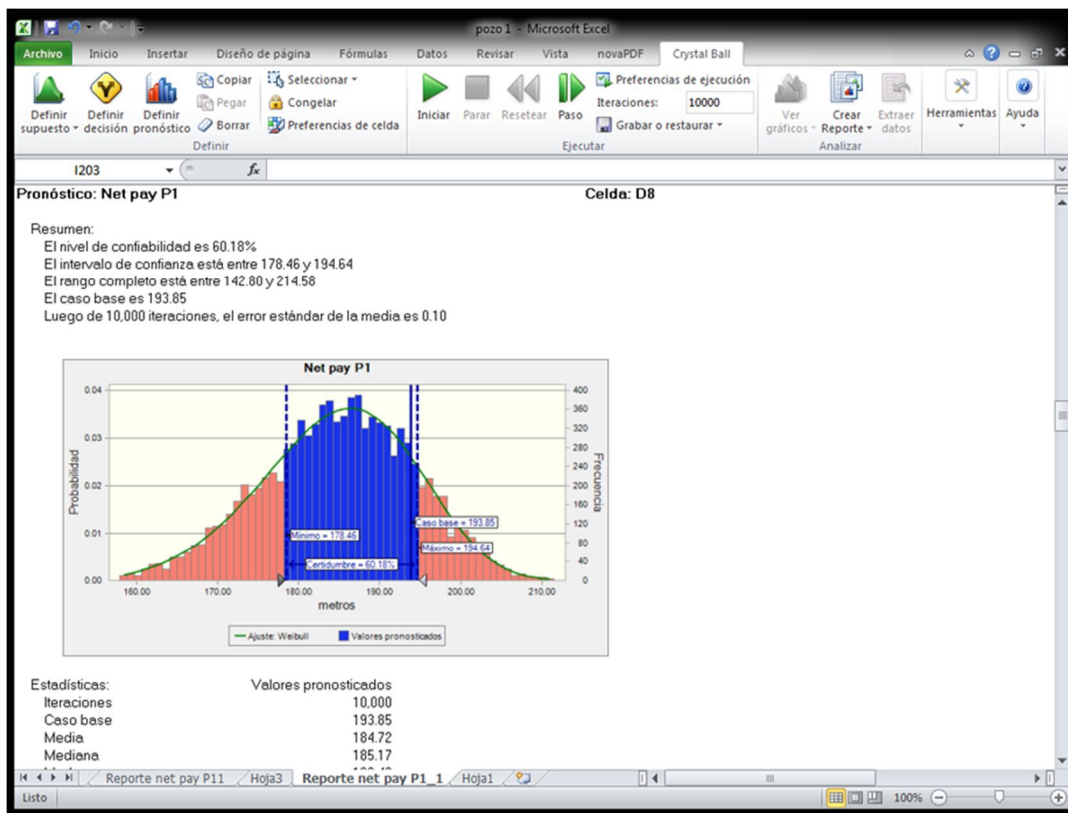 pozo 1 - Microsoft Excel
Archivo Inicio Insertar Diseño de página Fórmulas Datos Revisar Vista novaPDF Crystal Ball
Definir supuesto
Definir decisión
Definir pronóstico
Copiar
Pegar
Borrar
Seleccionar
Congelar
Preferencias de celda
Definir
Iniciar Parar Resetear Paso
Preferencias de ejecución
Iteraciones: 10000
Grabar o restaurar
Ejecutar
Ver gráficos
Crear Reporte
Extraer datos
Analizar
Herramientas
Ayuda
I203 fx
Pronóstico: Net pay P1 Celda: D8
Resumen:
El nivel de confiabilidad es 60.18%
El intervalo de confianza está entre 178.46 y 194.64
El rango completo está entre 142.80 y 214.58
El caso base es 193.85
Luego de 10,000 iteraciones, el error estándar de la media es 0.10
Net pay P1
0.04
0.03
0.02
0.01
0.00
Probabilidad
400
360
320
280
240
200
160
120
80
40
0
Frecuencia
Caso base = 193.85
Mínimo = 178.46
Máximo = 194.64
Certidumbre = 60.18%
160.00 170.00 180.00 190.00 200.00 210.00
metros
Ajuste: Weibull Valores pronosticados
Estadísticas: Valores pronosticados
Iteraciones 10,000
Caso base 193.85
Media 184.72
Mediana 185.17
Reporte net pay P11 Hoja3 Reporte net pay P1_1 Hoja1
Listo 100%